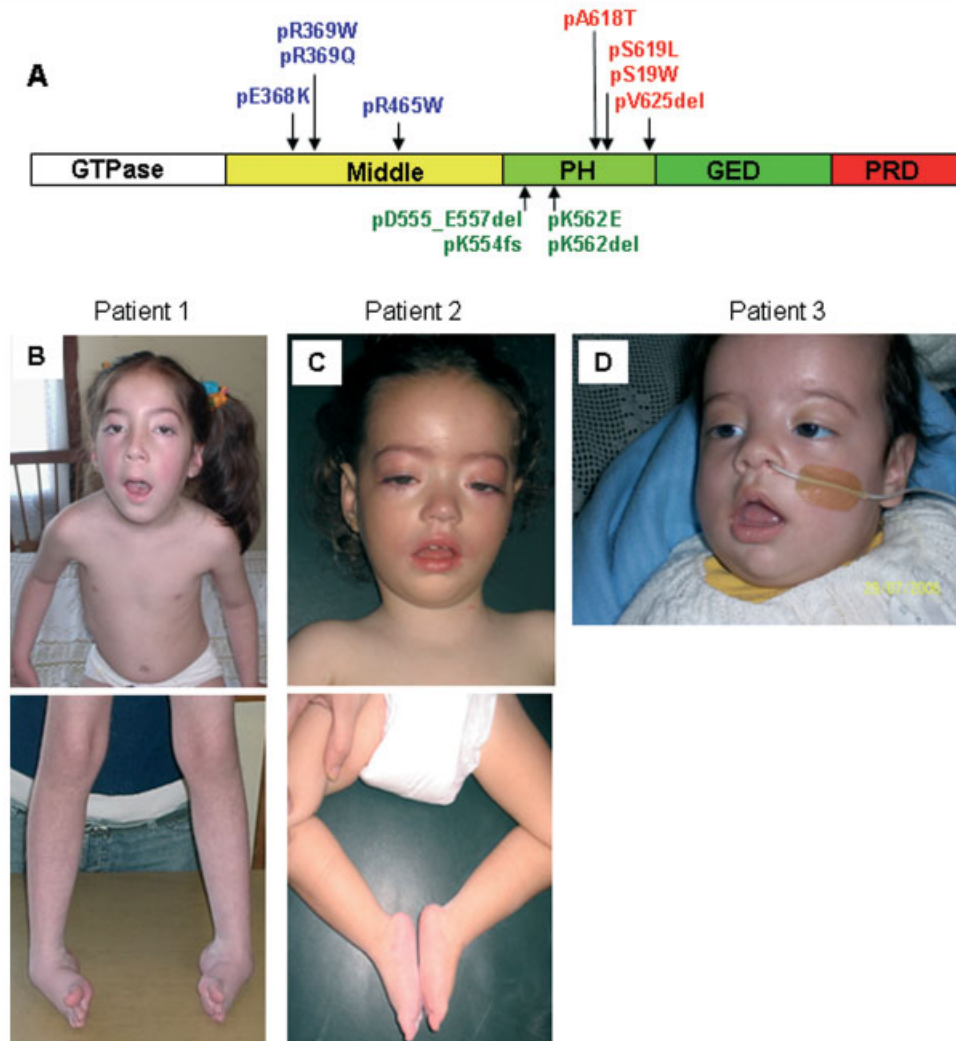 A
pR369W
pR369Q
pE368K
pR465W
pA618T
pS619L
pS19W
pV625del
GTPase Middle PH GED PRD
pD555_E557del
pK554fs
pK562E
pK562del
Patient 1 Patient 2 Patient 3
B C D